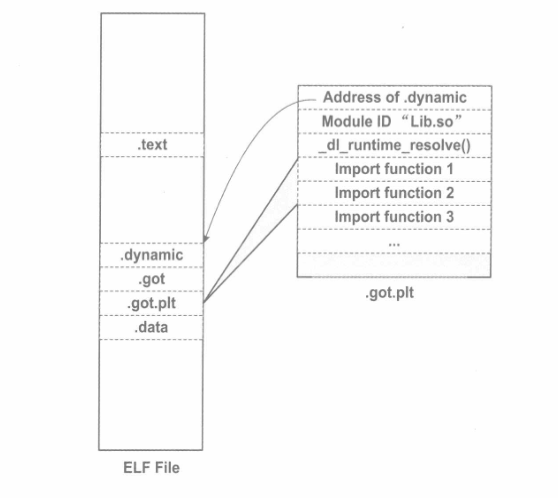 .text
.dynamic
.got
.got.plt
.data
ELF File
Address of .dynamic
Module ID “Lib.so”
_dl_runtime_resolve()
Import function 1
Import function 2
Import function 3
...
.got.plt